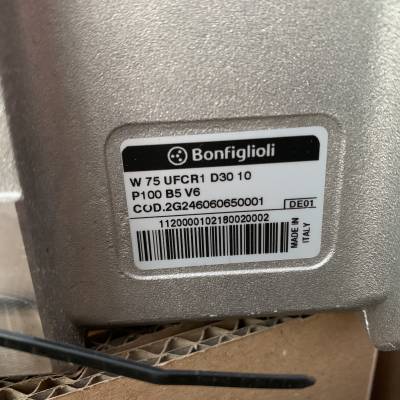 Bonfiglioli
W 75 UFCR1 D30 10
P100 B5 V6
COD.2G246060650001 DE01
1120000102180020002
MADE IN
ITALY